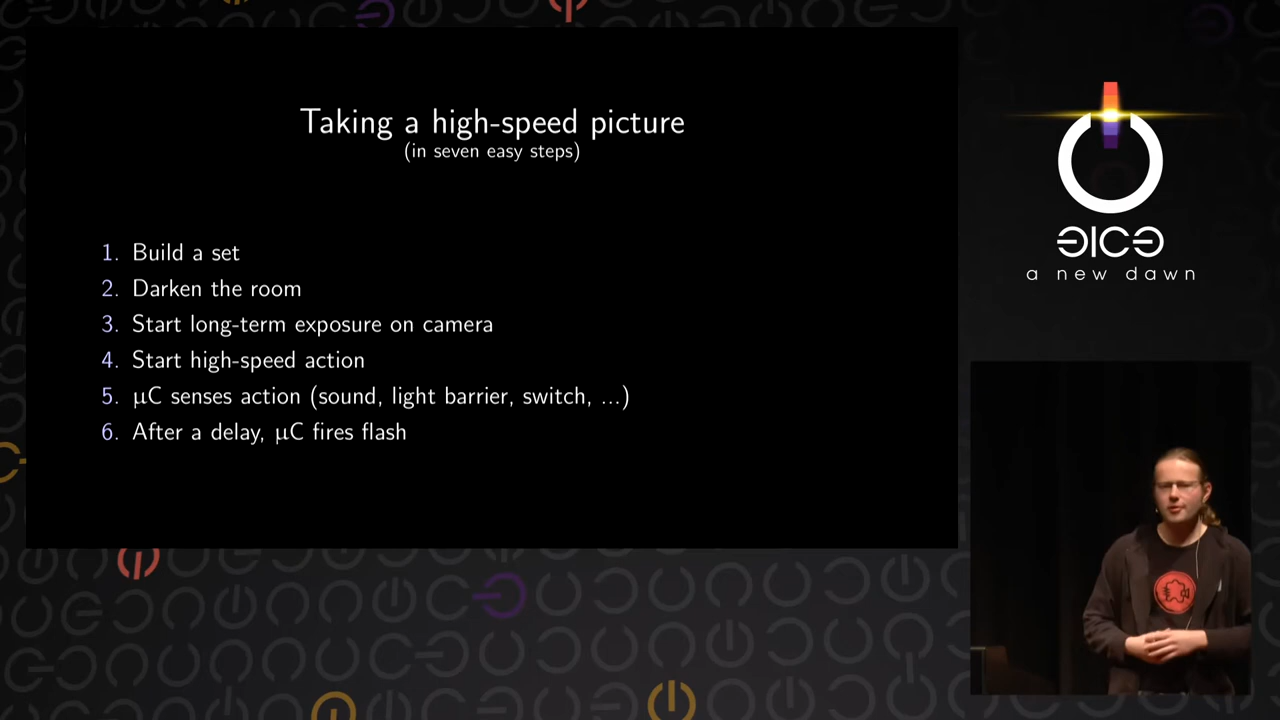 Taking a high-speed picture
(in seven easy steps)
1. Build a set
2. Darken the room
3. Start long-term exposure on camera
4. Start high-speed action
5. μC senses action (sound, light barrier, switch, ...)
6. After a delay, μC fires flash
a new dawn